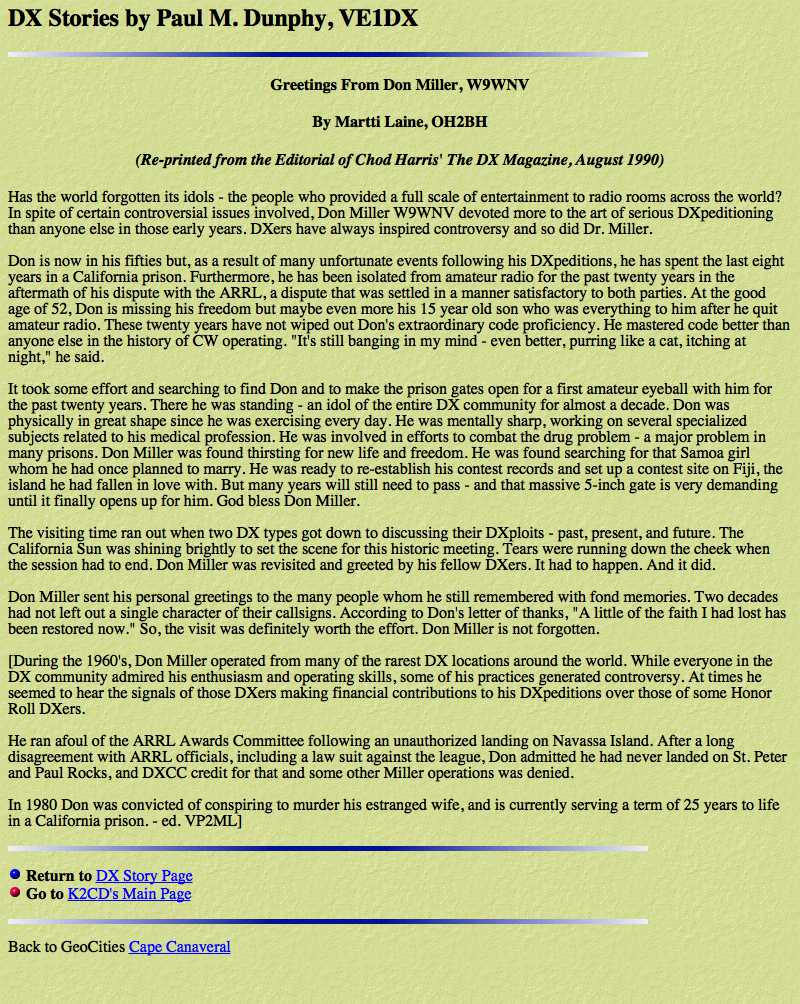 DX Stories by Paul M. Dunphy, VE1DX
Greetings From Don Miller, W9WNV
By Martti Laine, OH2BH
(Re-printed from the Editorial of Chod Harris' The DX Magazine, August 1990)
Has the world forgotten its idols - the people who provided a full scale of entertainment to radio rooms across the world?
In spite of certain controversial issues involved, Don Miller W9WNV devoted more to the art of serious DXpeditioning
than anyone else in those early years. DXers have always inspired controversy and so did Dr. Miller.
Don is now in his fifties but, as a result of many unfortunate events following his DXpeditions, he has spent the last eight
years in a California prison. Furthermore, he has been isolated from amateur radio for the past twenty years in the
aftermath of his dispute with the ARRL, a dispute that was settled in a manner satisfactory to both parties. At the good
age of 52, Don is missing his freedom but maybe even more his 15 year old son who was everything to him after he quit
amateur radio. These twenty years have not wiped out Don's extraordinary code proficiency. He mastered code better than
anyone else in the history of CW operating. "It's still banging in my mind - even better, purring like a cat, itching at
night," he said.
It took some effort and searching to find Don and to make the prison gates open for a first amateur eyeball with him for
the past twenty years. There he was standing - an idol of the entire DX community for almost a decade. Don was
physically in great shape since he was exercising every day. He was mentally sharp, working on several specialized
subjects related to his medical profession. He was involved in efforts to combat the drug problem - a major problem in
many prisons. Don Miller was found thirsting for new life and freedom. He was found searching for that Samoa girl
whom he had once planned to marry. He was ready to re-establish his contest records and set up a contest site on Fiji, the
island he had fallen in love with. But many years will still need to pass - and that massive 5-inch gate is very demanding
until it finally opens up for him. God bless Don Miller.
The visiting time ran out when two DX types got down to discussing their DXploits - past, present, and future. The
California Sun was shining brightly to set the scene for this historic meeting. Tears were running down the cheek when
the session had to end. Don Miller was revisited and greeted by his fellow DXers. It had to happen. And it did.
Don Miller sent his personal greetings to the many people whom he still remembered with fond memories. Two decades
had not left out a single character of their callsigns. According to Don's letter of thanks, "A little of the faith I had lost has
been restored now." So, the visit was definitely worth the effort. Don Miller is not forgotten.
[During the 1960's, Don Miller operated from many of the rarest DX locations around the world. While everyone in the
DX community admired his enthusiasm and operating skills, some of his practices generated controversy. At times he
seemed to hear the signals of those DXers making financial contributions to his DXpeditions over those of some Honor
Roll DXers.
He ran afoul of the ARRL Awards Committee following an unauthorized landing on Navassa Island. After a long
disagreement with ARRL officials, including a law suit against the league, Don admitted he had never landed on St. Peter
and Paul Rocks, and DXCC credit for that and some other Miller operations was denied.
In 1980 Don was convicted of conspiring to murder his estranged wife, and is currently serving a term of 25 years to life
in a California prison. - ed. VP2ML]
Return to DX Story Page
Go to K2CD's Main Page
Back to GeoCities Cape Canaveral